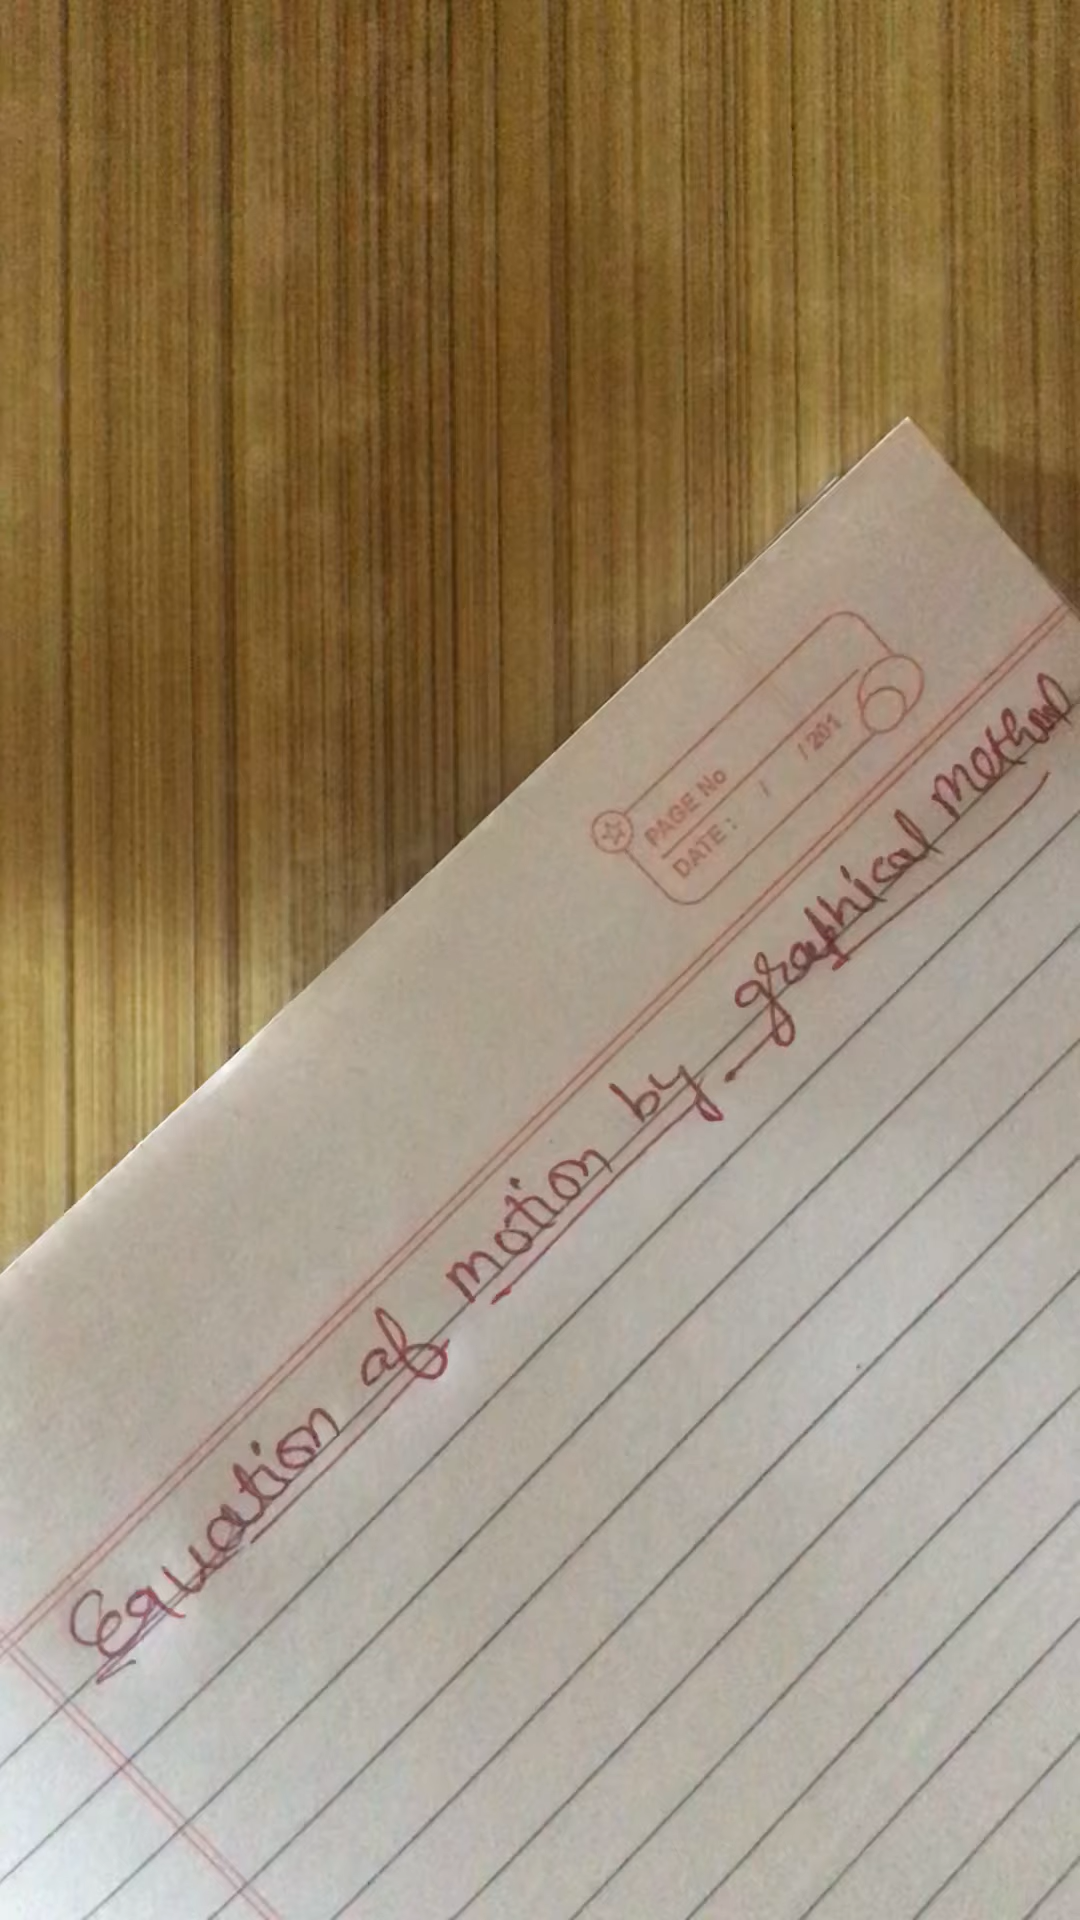 PAGE No
DATE : / / 201
Equation of motion by graphical Method